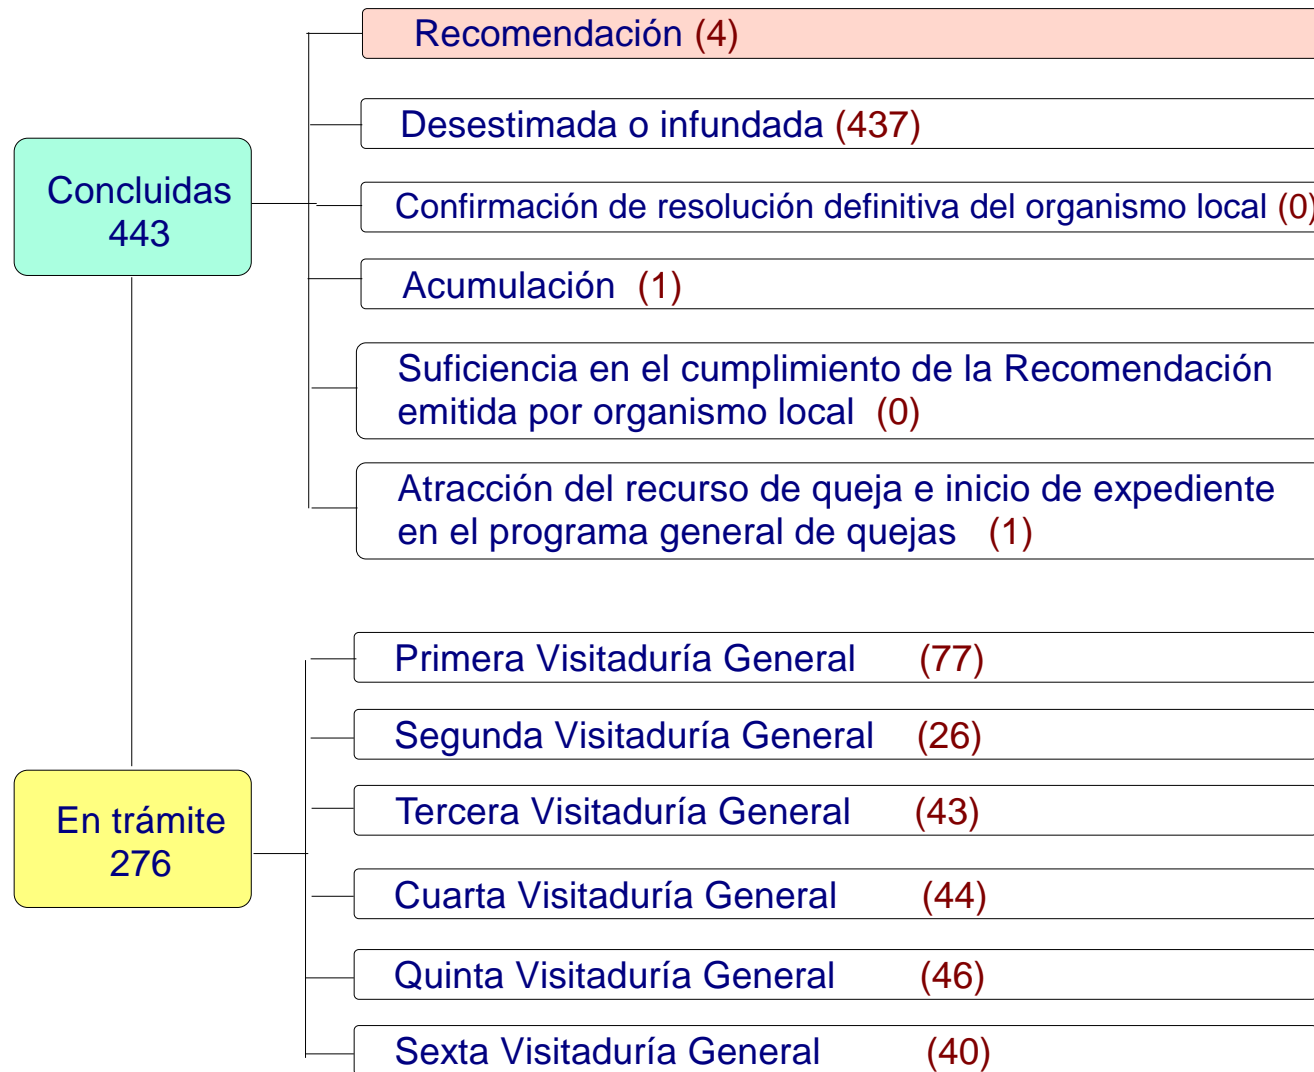 Recomendación (4)
Desestimada o infundada (437)
Concluidas
443
Confirmación de resolución definitiva del organismo local (0)
Acumulación (1)
Suficiencia en el cumplimiento de la Recomendación
emitida por organismo local (0)
Atracción del recurso de queja e inicio de expediente
en el programa general de quejas (1)
Primera Visitaduría General (77)
Segunda Visitaduría General (26)
En trámite
276
Tercera Visitaduría General (43)
Cuarta Visitaduría General (44)
Quinta Visitaduría General (46)
Sexta Visitaduría General (40)